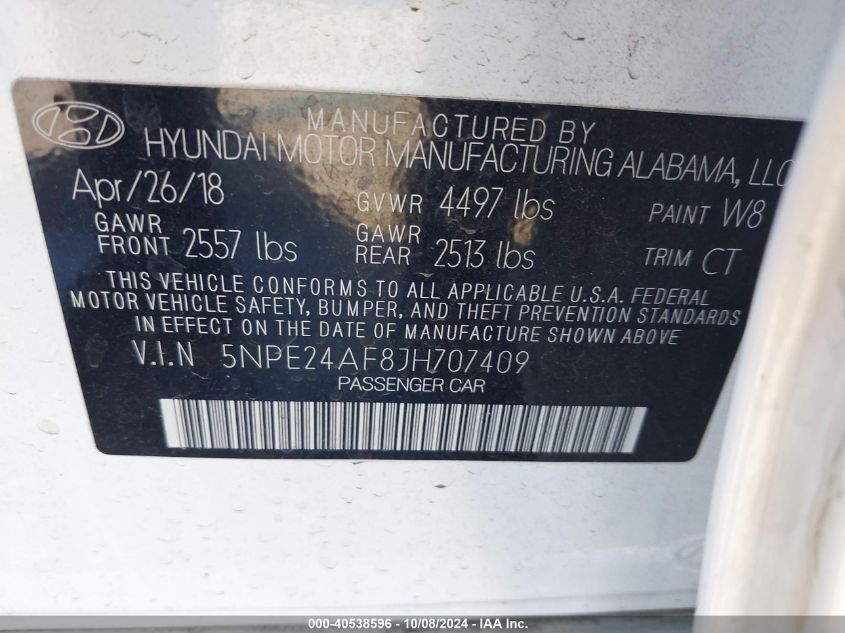 MANUFACTURED BY
HYUNDAI MOTOR MANUFACTURING ALABAMA, LLC
Apr/26/18 GVWR 4497 lbs PAINT W8
GAWR FRONT 2557 lbs GAWR REAR 2513 lbs TRIM CT
THIS VEHICLE CONFORMS TO ALL APPLICABLE U.S.A. FEDERAL
MOTOR VEHICLE SAFETY, BUMPER, AND THEFT PREVENTION STANDARDS
IN EFFECT ON THE DATE OF MANUFACTURE SHOWN ABOVE
V.I.N 5NPE24AF8JH707409
PASSENGER CAR
000-40538596 - 10/08/2024 - IAA Inc.